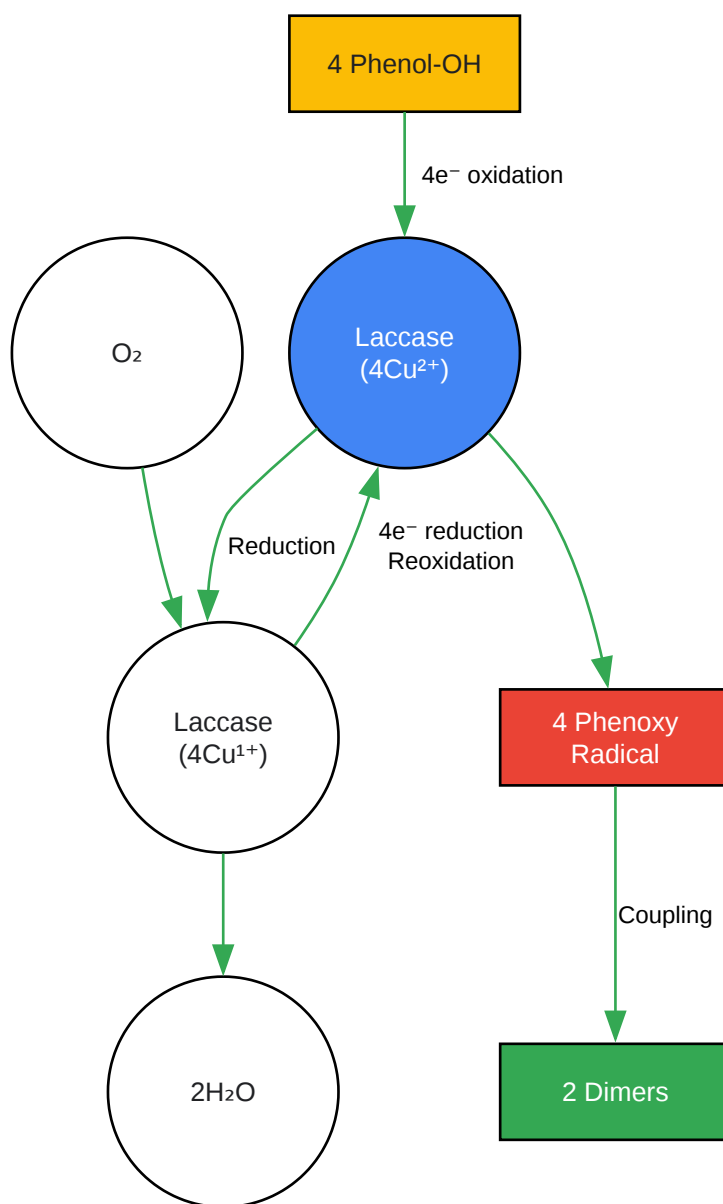 4 Phenol-OH
4e⁻ oxidation
O₂
Laccase
(4Cu²⁺)
Reduction
4e⁻ reduction
Reoxidation
Laccase
(4Cu¹⁺)
4 Phenoxy
Radical
Coupling
2H₂O
2 Dimers